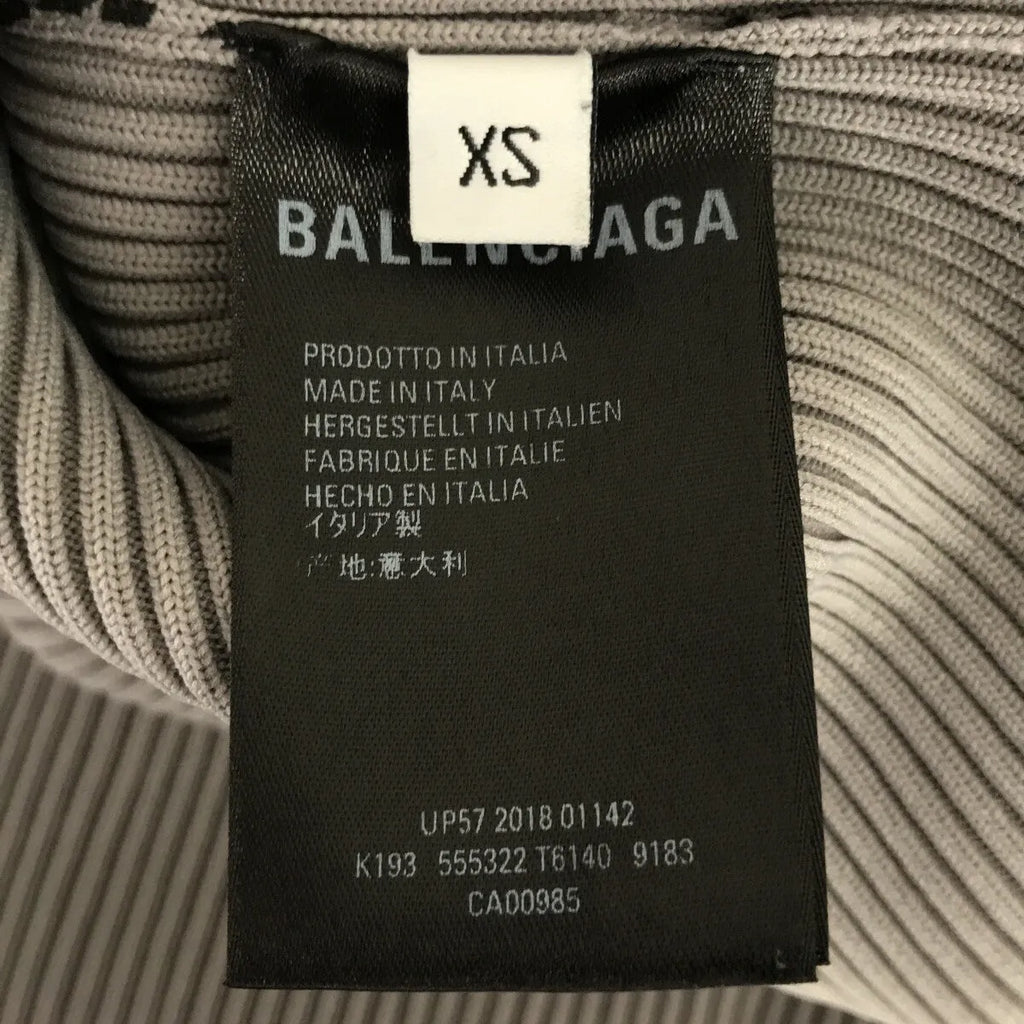 XS
BALENCIAGA
PRODOTTO IN ITALIA
MADE IN ITALY
HERGESTELLT IN ITALIEN
FABRIQUE EN ITALIE
HECHO EN ITALIA
イタリア製
产地:意大利
UP57 2018 01142
K193 555322 T6140 9183
CA00985